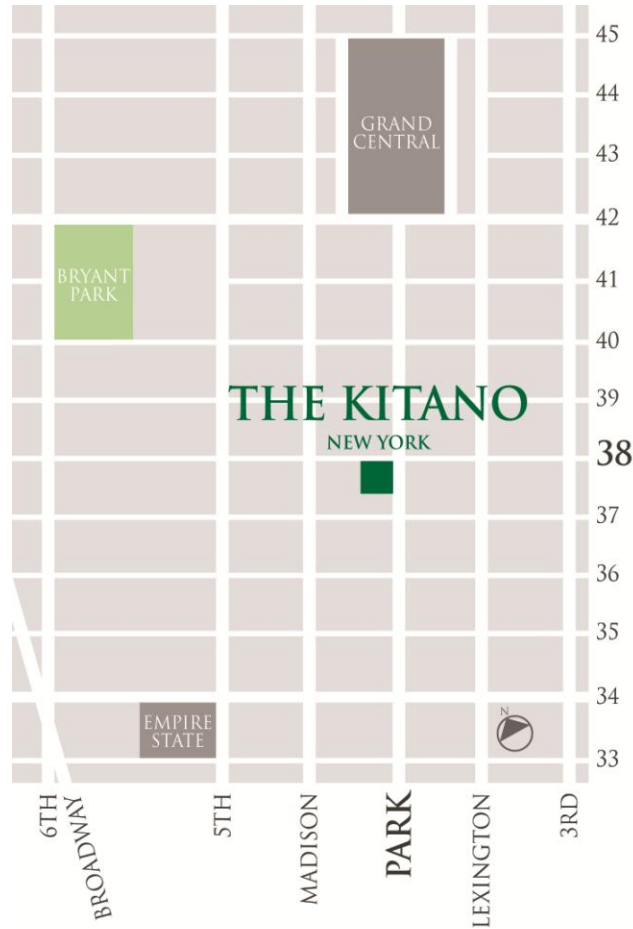 45
44
GRAND
CENTRAL
43
42
BRYANT
PARK
41
40
THE KITANO
39
NEW YORK
38
37
36
35
34
EMPIRE
STATE
N
33
6TH
BROADWAY
5TH
MADISON
PARK
LEXINGTON
3RD